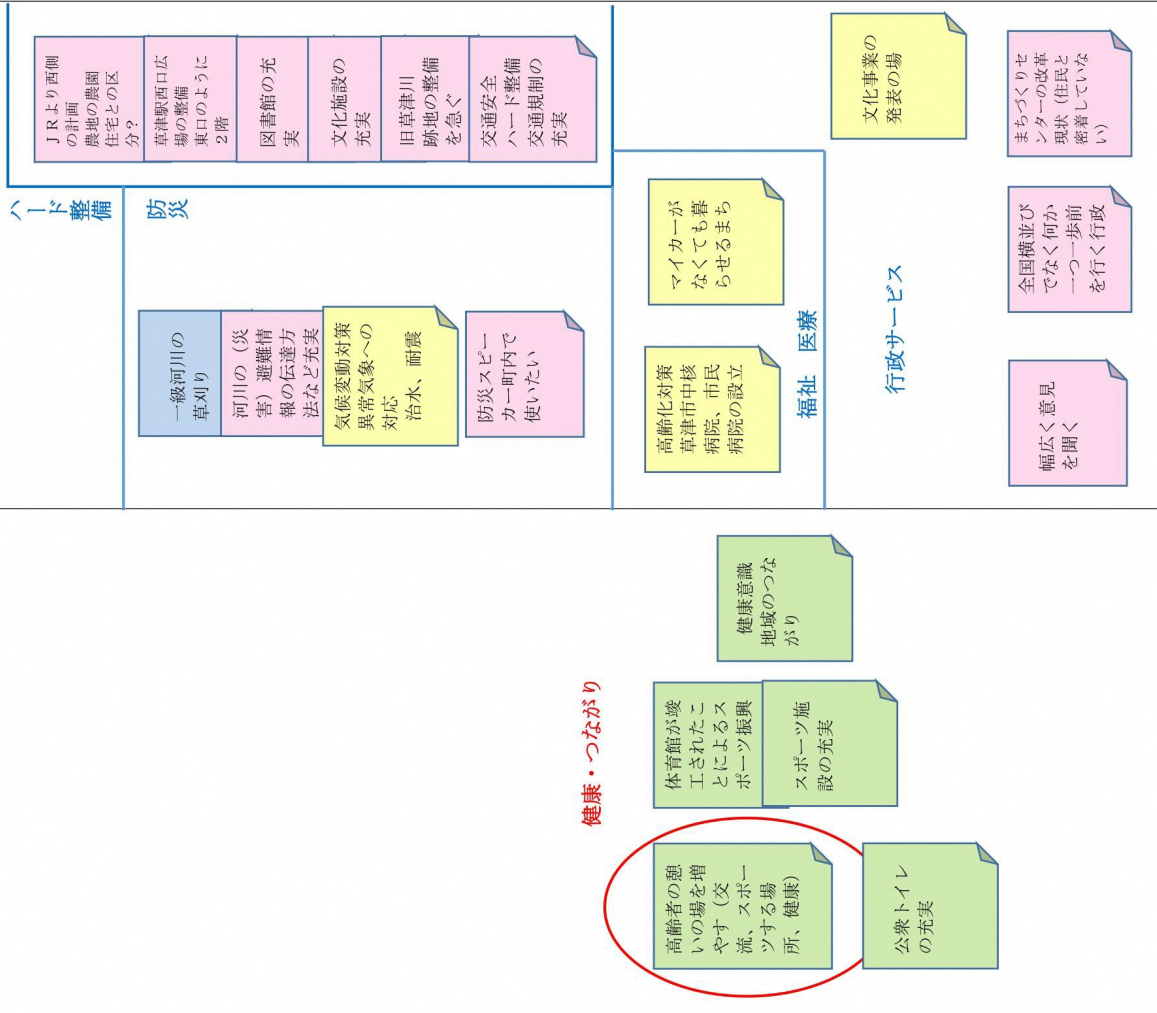 ハード整備
ＪＲより西側
の計画
農地の農園
住宅との区
分？
草津駅西口広
場の整備
東口のように
２階
図書館の充
実
文化施設の
充実
旧草津川
跡地の整備
を急ぐ
交通安全
ハード整備
交通規制の
充実
防災
一級河川の
草刈り
河川の（災
害）避難情
報の伝達方
法など充実
気候変動対策
異常気象への
対応
治水、耐震
防災スピー
カー町内で
使いたい
福祉　医療
高齢化対策
草津市中核
病院、市民
病院の設立
マイカーが
なくても暮
らせるまち
行政サービス
文化事業の
発表の場
幅広く意見
を聞く
全国横並び
でなく何か
一つ一歩前
を行く行政
まちづくりセ
ンターの改革
現状（住民と
密着していな
い）
健康・つながり
高齢者の憩
いの場を増
やす（交
流、スポー
ツする場
所、健康）
体育館が竣
工されたこ
とによるス
ポーツ振興
スポーツ施
設の充実
健康意識
地域のつな
がり
公衆トイレ
の充実